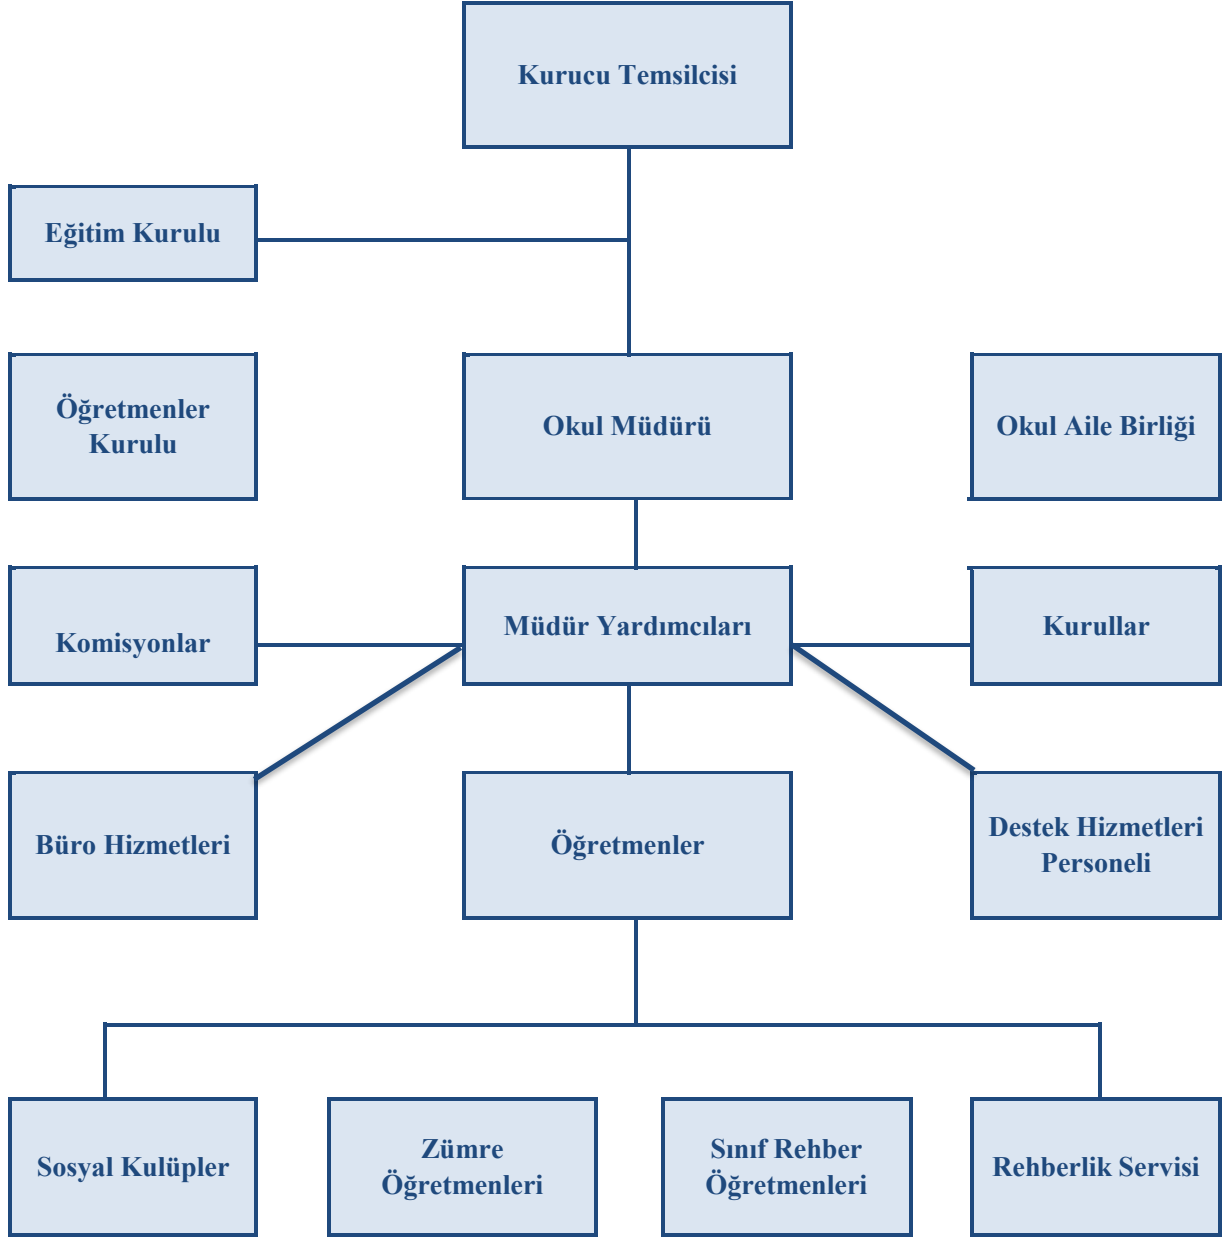 Kurucu Temsilcisi
Eğitim Kurulu
Öğretmenler
Kurulu
Okul Müdürü
Okul Aile Birliği
Komisyonlar
Müdür Yardımcıları
Kurullar
Büro Hizmetleri
Öğretmenler
Destek Hizmetleri
Personeli
Sosyal Kulüpler
Zümre
Öğretmenleri
Sınıf Rehber
Öğretmenleri
Rehberlik Servisi